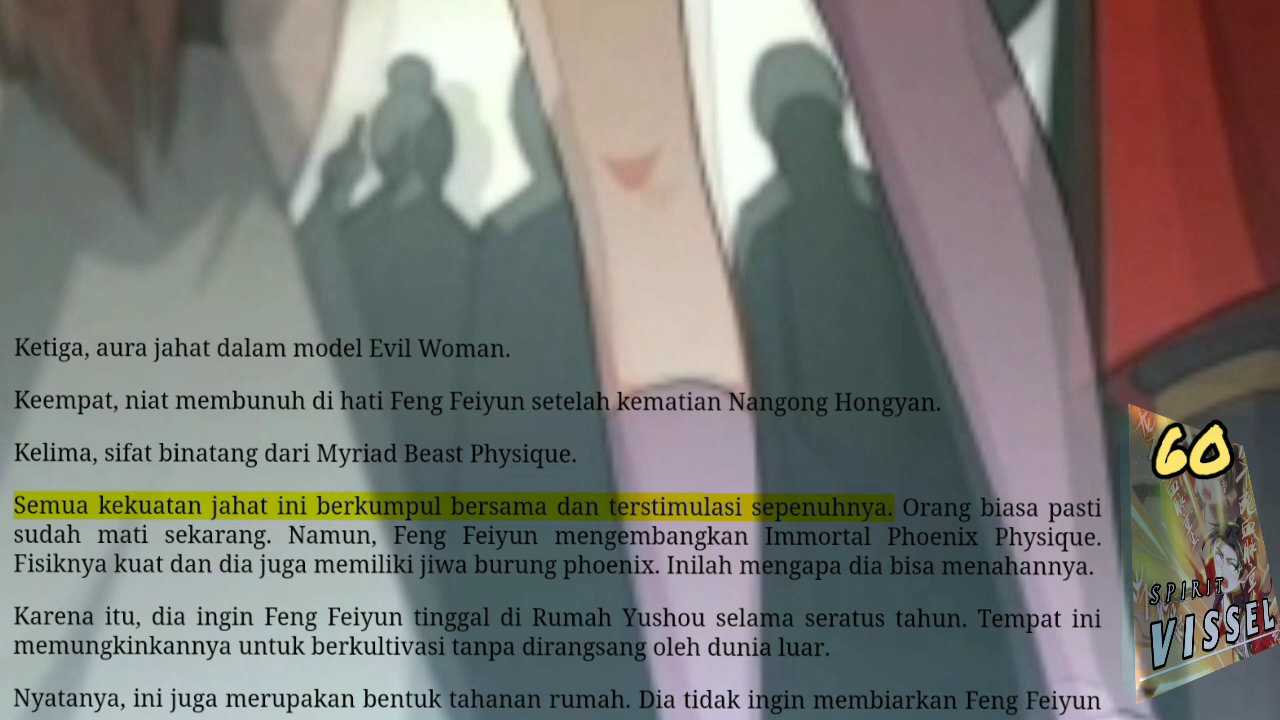 Ketiga, aura jahat dalam model Evil Woman.
Keempat, niat membunuh di hati Feng Feiyun setelah kematian Nangong Hongyan.
Kelima, sifat binatang dari Myriad Beast Physique.
Semua kekuatan jahat ini berkumpul bersama dan terstimulasi sepenuhnya. Orang biasa pasti
sudah mati sekarang. Namun, Feng Feiyun mengembangkan Immortal Phoenix Physique.
Fisiknya kuat dan dia juga memiliki jiwa burung phoenix. Inilah mengapa dia bisa menahannya.
Karena itu, dia ingin Feng Feiyun tinggal di Rumah Yushou selama seratus tahun. Tempat ini
memungkinkannya untuk berkultivasi tanpa dirangsang oleh dunia luar.
Nyatanya, ini juga merupakan bentuk tahanan rumah. Dia tidak ingin membiarkan Feng Feiyun
60
SPIRIT
VISSEL